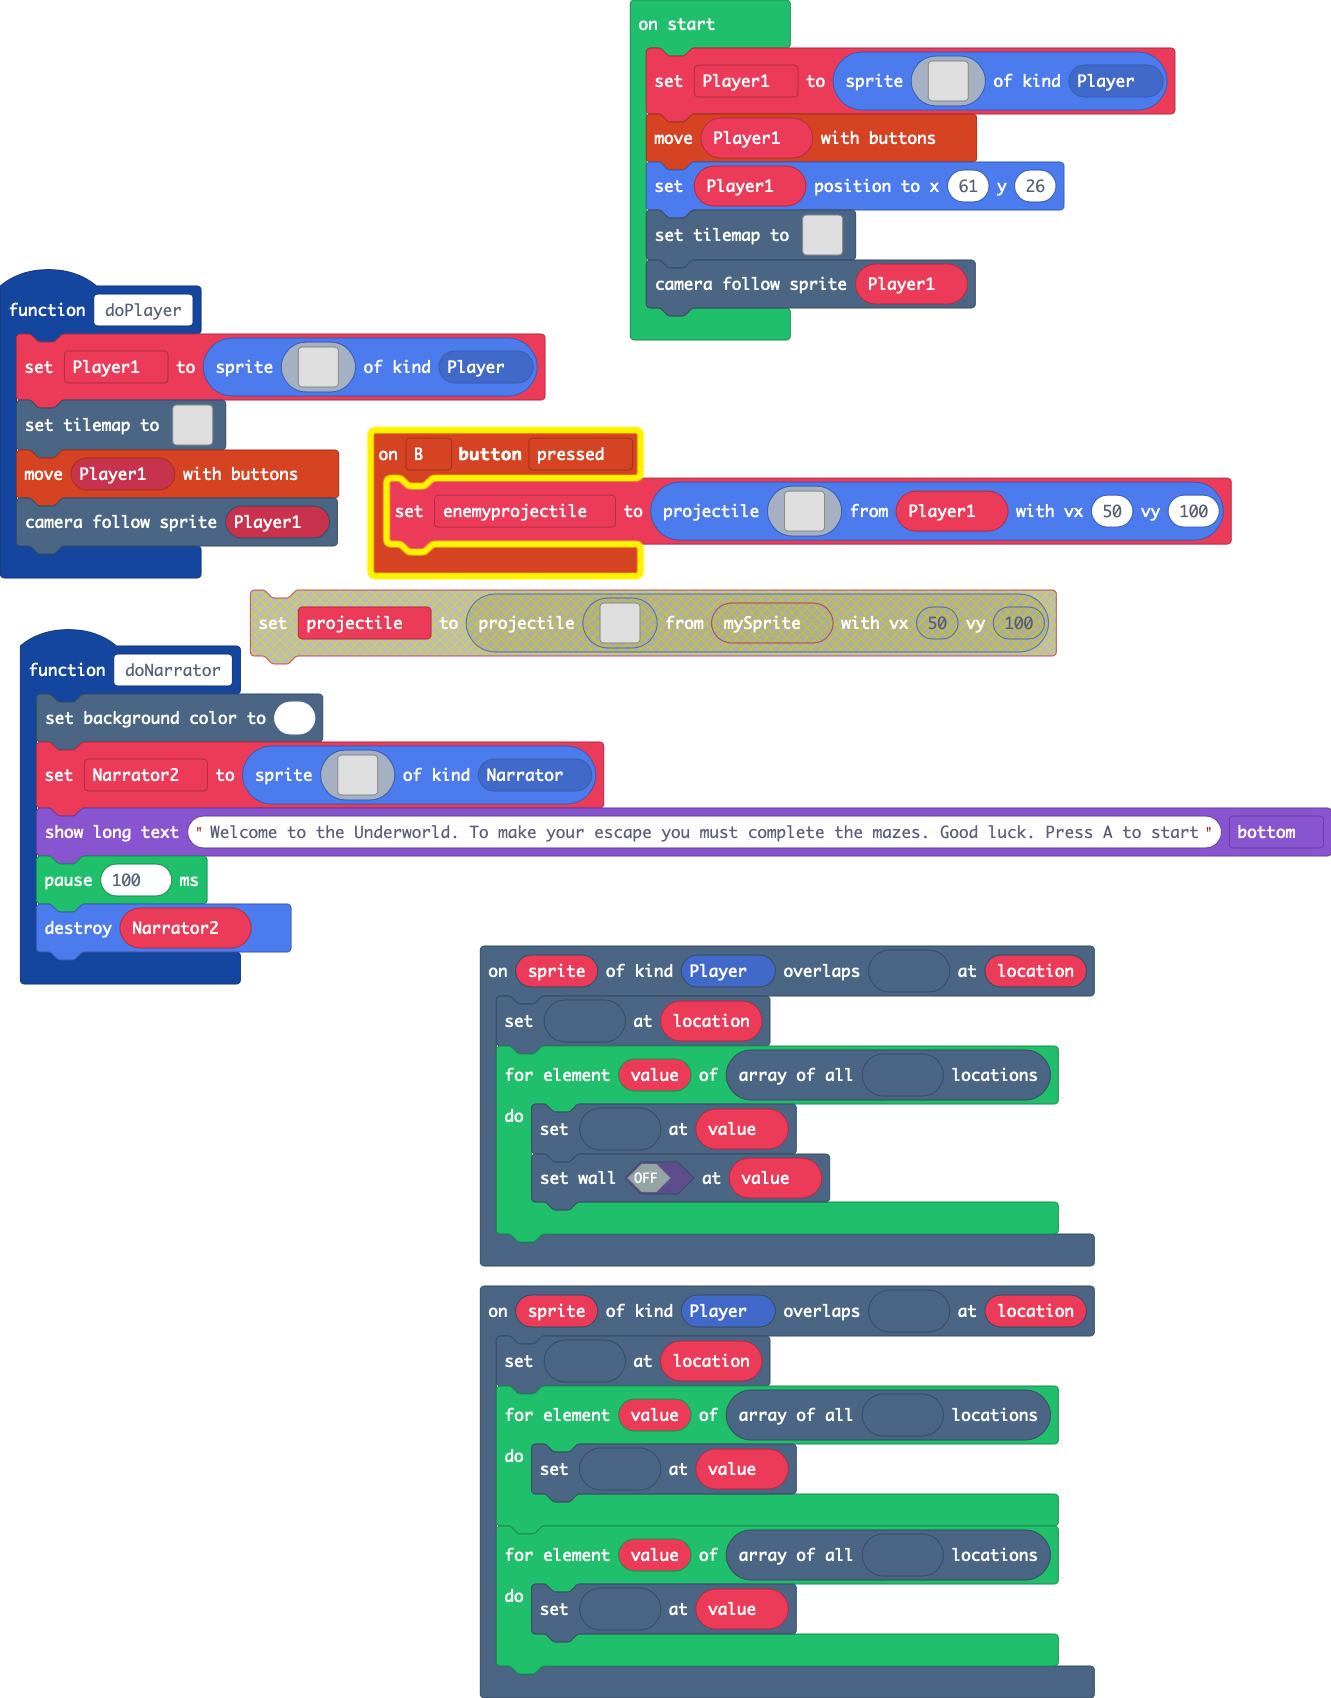 on start
set Player1 to sprite of kind Player
move Player1 with buttons
set Player1 position to x 61 y 26
set tilemap to
camera follow sprite Player1
function doPlayer
set Player1 to sprite of kind Player
set tilemap to
move Player1 with buttons
camera follow sprite Player1
on B button pressed
set enemyprojectile to projectile from Player1 with vx 50 vy 100
set projectile to projectile from mySprite with vx 50 vy 100
function doNarrator
set background color to
set Narrator2 to sprite of kind Narrator
show long text "Welcome to the Underworld. To make your escape you must complete the mazes. Good luck. Press A to start" bottom
pause 100 ms
destroy Narrator2
on sprite of kind Player overlaps at location
set at location
for element value of array of all locations
do
set at value
set wall OFF at value
on sprite of kind Player overlaps at location
set at location
for element value of array of all locations
do
set at value
for element value of array of all locations
do
set at value